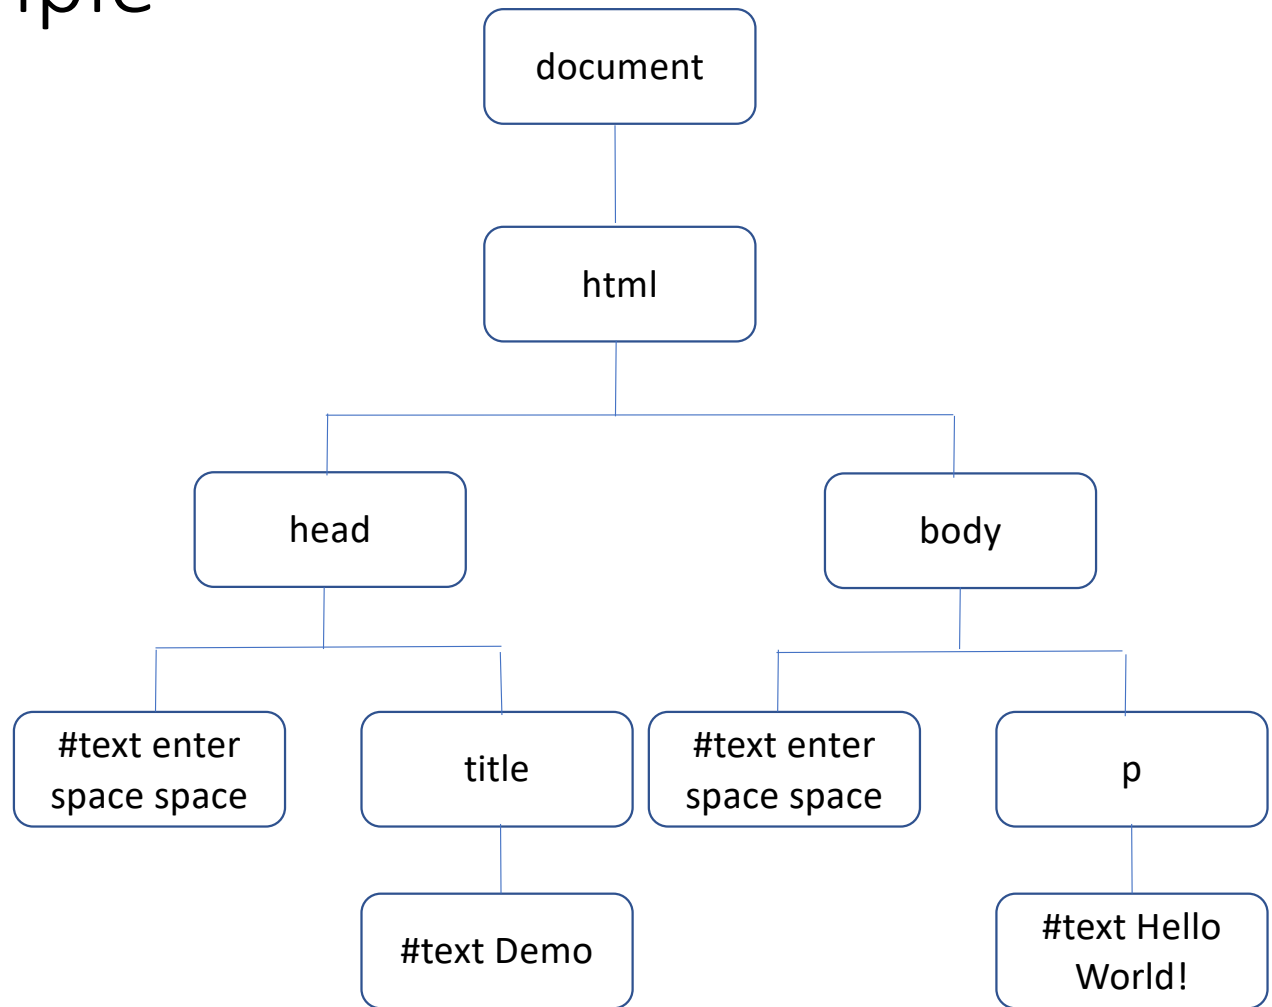 document
html
head
body
#text enter
space space
title
#text enter
space space
p
#text Demo
#text Hello
World!